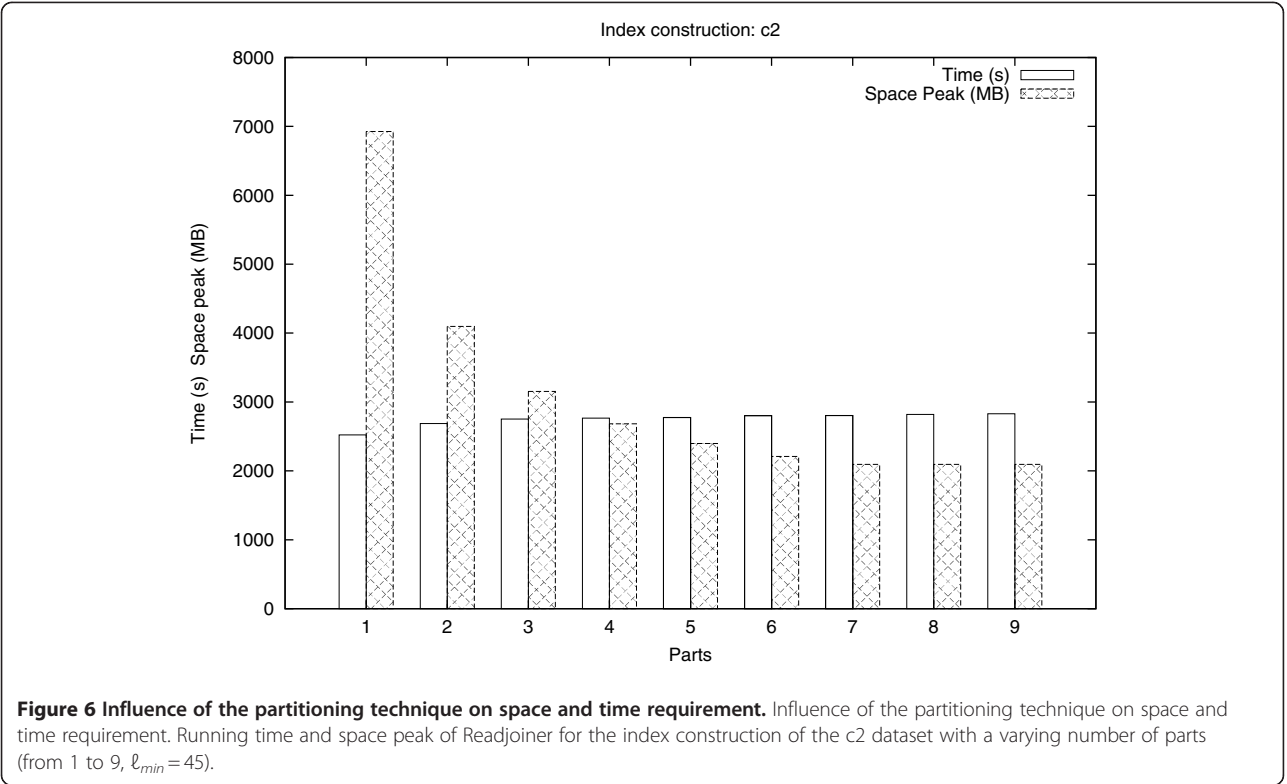 Index construction: c2
8000
7000
6000
5000
4000
3000
2000
1000
0
Time (s) Space peak (MB)
Time (s)
Space Peak (MB)
1 2 3 4 5 6 7 8 9
Parts
Figure 6 Influence of the partitioning technique on space and time requirement. Influence of the partitioning technique on space and
time requirement. Running time and space peak of Readjoiner for the index construction of the c2 dataset with a varying number of parts
(from 1 to 9, ℓmin = 45).